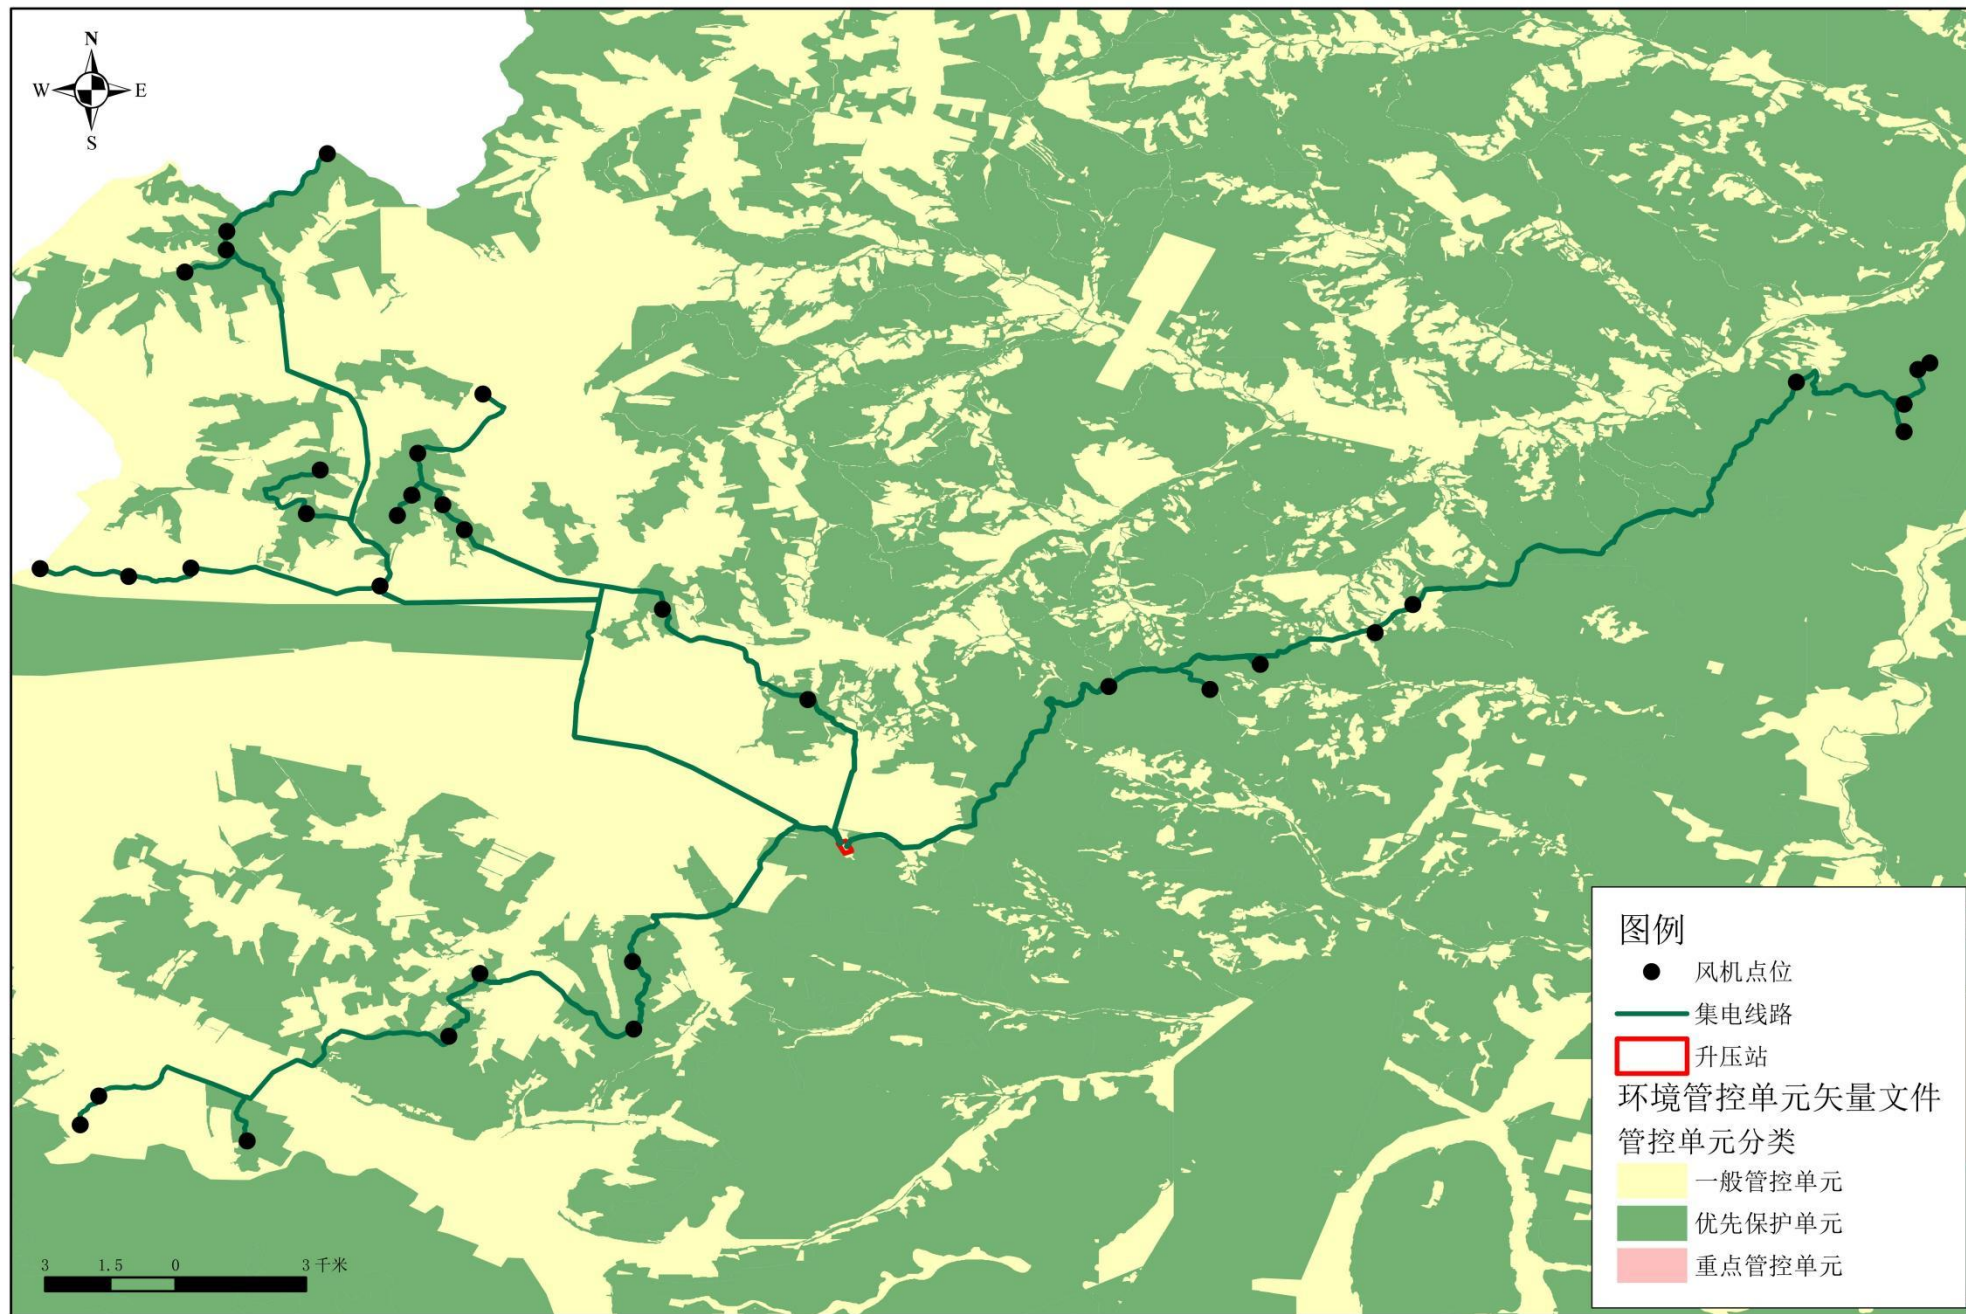 N
W E
S
图例
风机点位
集电线路
升压站
环境管控单元矢量文件
管控单元分类
一般管控单元
优先保护单元
重点管控单元
3 1.5 0 3 千米